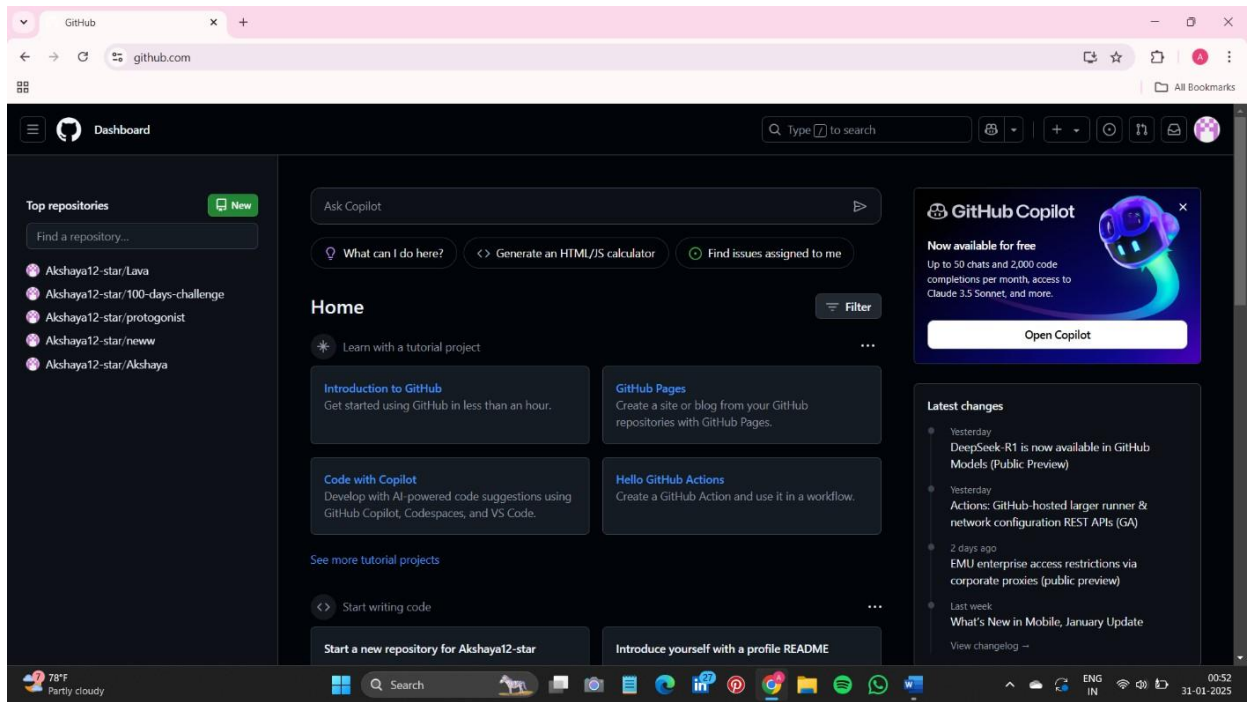 GitHub
github.com
All Bookmarks
Dashboard
Type / to search
Top repositories
New
Find a repository...
Akshaya12-star/Lava
Akshaya12-star/100-days-challenge
Akshaya12-star/protogonist
Akshaya12-star/neww
Akshaya12-star/Akshaya
Ask Copilot
What can I do here?
Generate an HTML/JS calculator
Find issues assigned to me
Home
Filter
Learn with a tutorial project
Introduction to GitHub
Get started using GitHub in less than an hour.
GitHub Pages
Create a site or blog from your GitHub
repositories with GitHub Pages.
Code with Copilot
Develop with AI-powered code suggestions using
GitHub Copilot, Codespaces, and VS Code.
Hello GitHub Actions
Create a GitHub Action and use it in a workflow.
See more tutorial projects
Start writing code
Start a new repository for Akshaya12-star
Introduce yourself with a profile README
GitHub Copilot
Now available for free
Up to 50 chats and 2,000 code
completions per month, access to
Claude 3.5 Sonnet, and more.
Open Copilot
Latest changes
Yesterday
DeepSeek-R1 is now available in GitHub
Models (Public Preview)
Yesterday
Actions: GitHub-hosted larger runner &
network configuration REST APIs (GA)
2 days ago
EMU enterprise access restrictions via
corporate proxies (public preview)
Last week
What's New in Mobile, January Update
View changelog →
7
78°F
Partly cloudy
Search
in
27
W
ENG
IN
00:52
31-01-2025
A